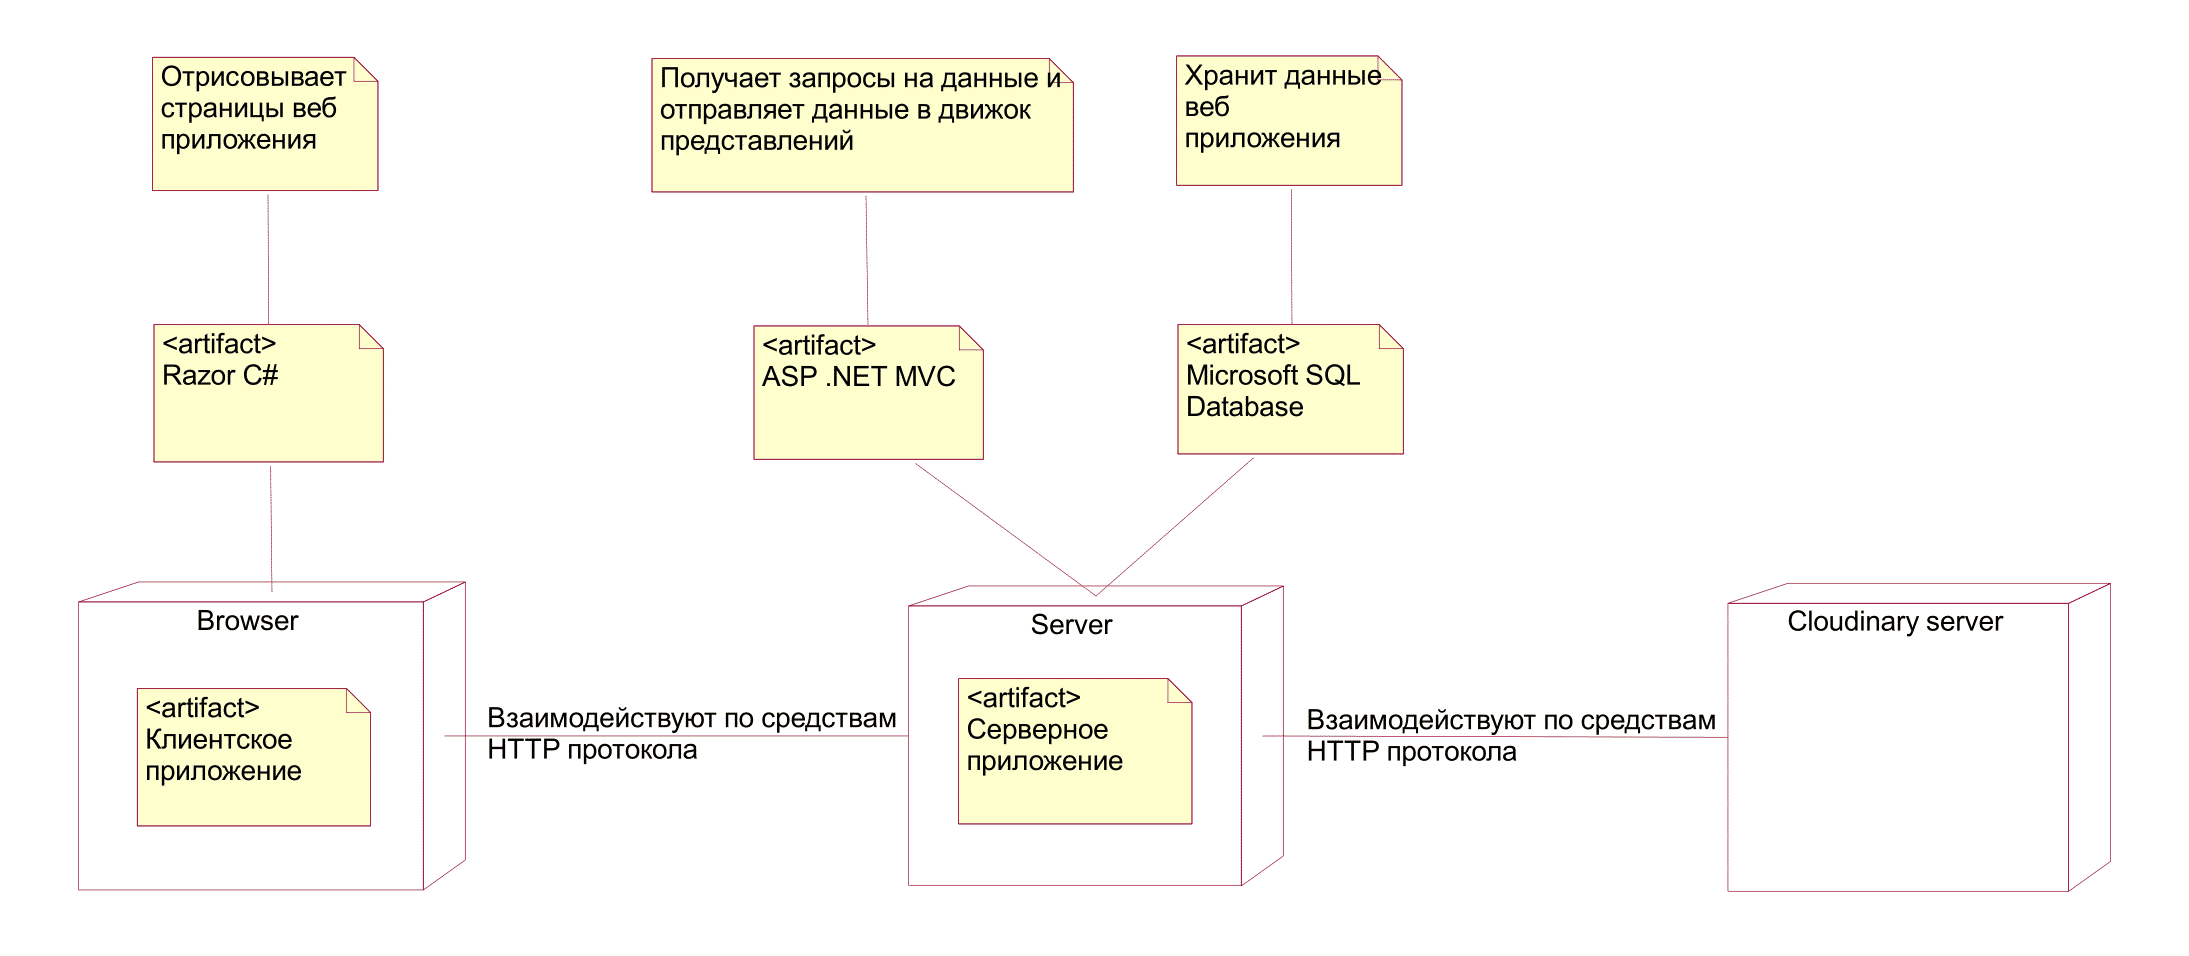 Отрисовывает
страницы веб
приложения
Получает запросы на данные и
отправляет данные в движок
представлений
Хранит данные
веб
приложения
<artifact>
Razor C#
<artifact>
ASP .NET MVC
<artifact>
Microsoft SQL
Database
Browser
<artifact>
Клиентское
приложение
Взаимодействуют по средствам
HTTP протокола
Server
<artifact>
Серверное
приложение
Взаимодействуют по средствам
HTTP протокола
Cloudinary server